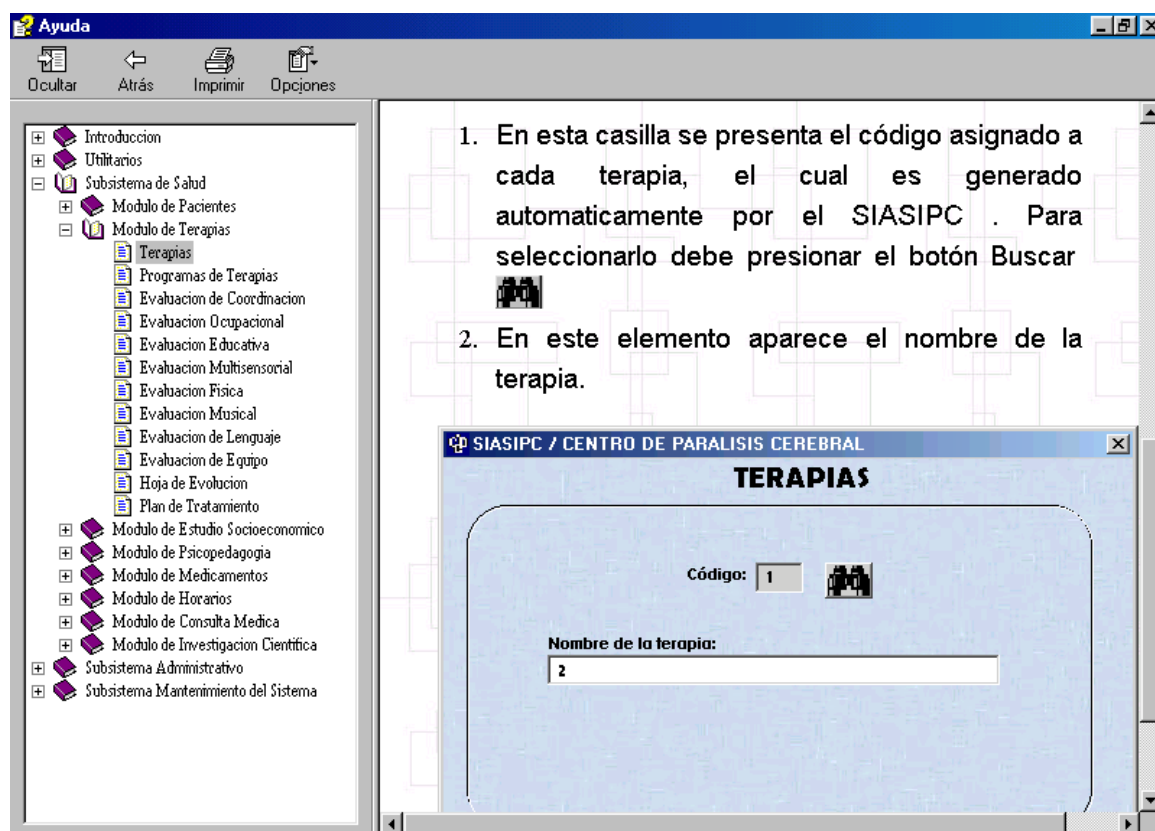 Ayuda
Ocultar
Atrás
Imprimir
Opciones
Introduccion
Utilitarios
Subsistema de Salud
Modulo de Pacientes
Modulo de Terapias
Terapias
Programas de Terapias
Evaluacion de Coordinacion
Evaluacion Ocupacional
Evaluacion Educativa
Evaluacion Multisensorial
Evaluacion Fisica
Evaluacion Musical
Evaluacion de Lenguaje
Evaluacion de Equipo
Hoja de Evolucion
Plan de Tratamiento
Modulo de Estudio Socioeconomico
Modulo de Psicopedagogia
Modulo de Medicamentos
Modulo de Horarios
Modulo de Consulta Medica
Modulo de Investigacion Cientifica
Subsistema Administrativo
Subsistema Mantenimiento del Sistema
1. En esta casilla se presenta el código asignado a
cada terapia, el cual es generado
automaticamente por el SIASIPC . Para
seleccionarlo debe presionar el botón Buscar
2. En este elemento aparece el nombre de la
terapia.
SIASIPC / CENTRO DE PARALISIS CEREBRAL
TERAPIAS
Código: 1
Nombre de la terapia:
2